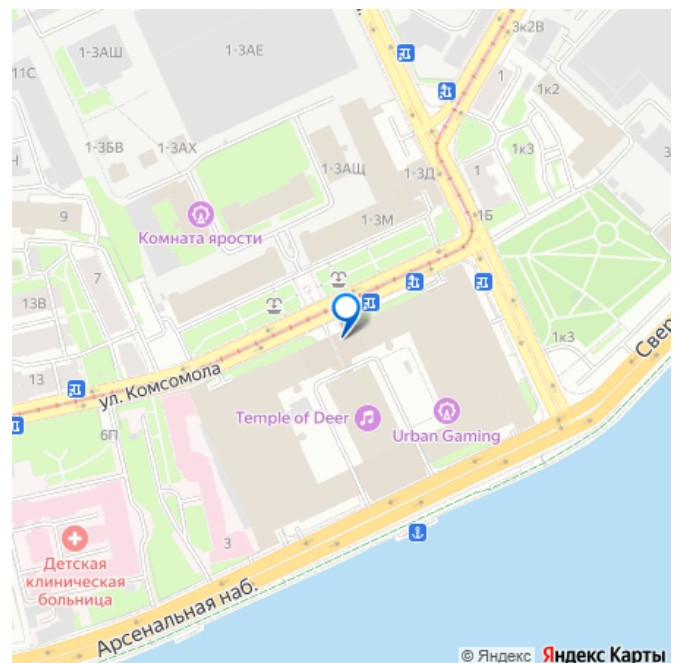 3к2В
1-3АШ
1-3АЕ
11С
1
1к2
1-3БВ
1-3АХ
1к3
3
1-3АЩ
1-3Д
1
9
1-3М
1Б
Комната ярости
7
13В
1к3
Свер
13
ул. Комсомола
Temple of Deer
Urban Gaming
6П
3
Детская
клиническая
больница
Арсенальная наб.
© Яндекс Яндекс Карты